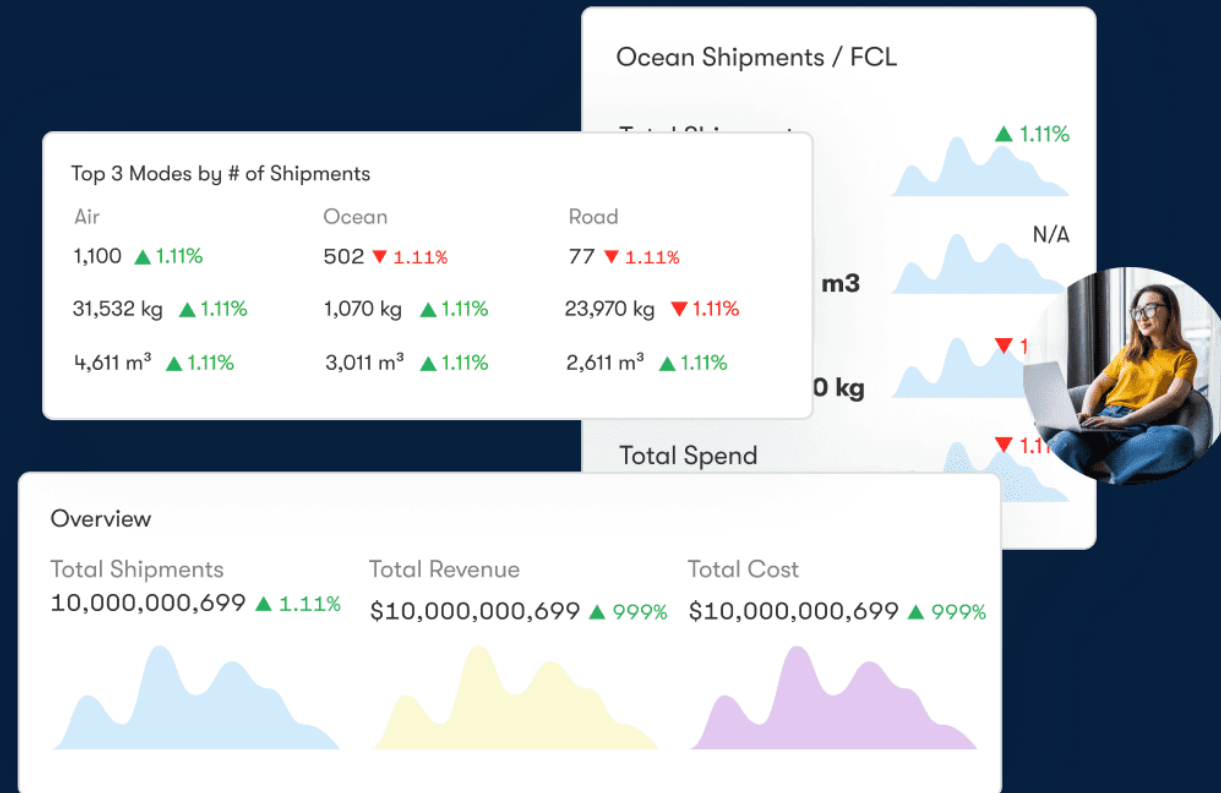 Ocean Shipments / FCL
▲ 1.11%
N/A
m3
▼ 1
0 kg
Total Spend ▼ 1.1
Top 3 Modes by # of Shipments
Air Ocean Road
1,100 ▲ 1.11% 502 ▼ 1.11% 77 ▼ 1.11%
31,532 kg ▲ 1.11% 1,070 kg ▲ 1.11% 23,970 kg ▼ 1.11%
4,611 m³ ▲ 1.11% 3,011 m³ ▲ 1.11% 2,611 m³ ▲ 1.11%
Overview
Total Shipments Total Revenue Total Cost
10,000,000,699 ▲ 1.11% $10,000,000,699 ▲ 999% $10,000,000,699 ▲ 999%